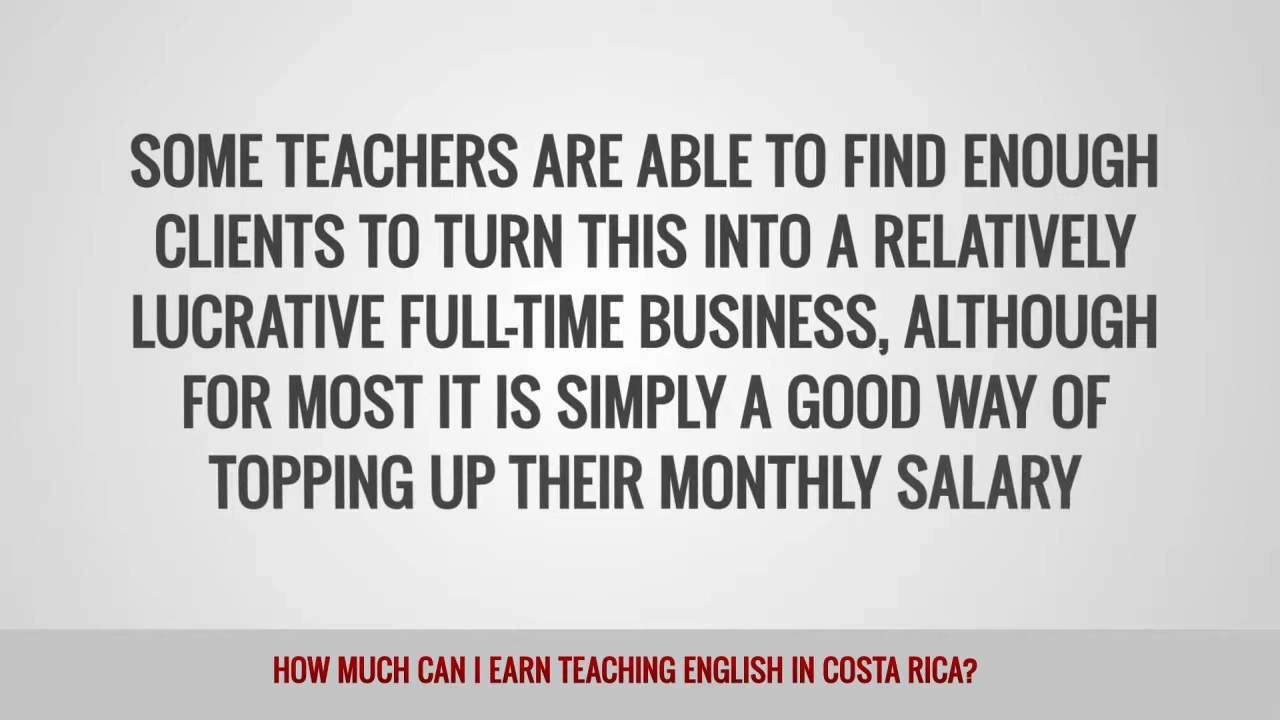 SOME TEACHERS ARE ABLE TO FIND ENOUGH
CLIENTS TO TURN THIS INTO A RELATIVELY
LUCRATIVE FULL-TIME BUSINESS, ALTHOUGH
FOR MOST IT IS SIMPLY A GOOD WAY OF
TOPPING UP THEIR MONTHLY SALARY
HOW MUCH CAN I EARN TEACHING ENGLISH IN COSTA RICA?